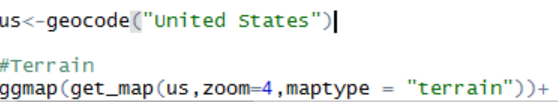 us<-geocode("United States")
#Terrain
ggmap(get_map(us,zoom=4,maptype = "terrain"))+